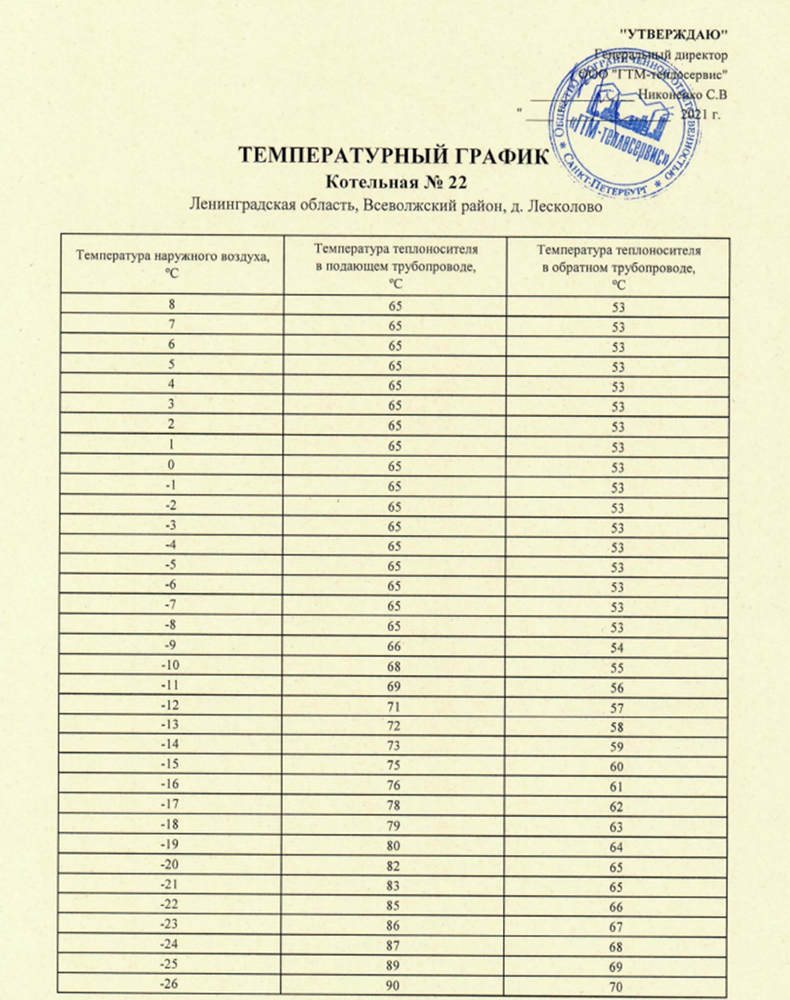 "УТВЕРЖДАЮ"
Генеральный директор
ООО "ГТМ-теплосервис"
Никоненко С.В
" 2021 г.
ОБЩЕСТВО С ОГРАНИЧЕННОЙ ОТВЕТСТВЕННОСТЬЮ
«ГТМ-теплосервис»
* САНКТ-ПЕТЕРБУРГ *
ТЕМПЕРАТУРНЫЙ ГРАФИК
Котельная № 22
Ленинградская область, Всеволжский район, д. Лесколово
Температура наружного воздуха,
ºС
Температура теплоносителя
в подающем трубопроводе,
ºС
Температура теплоносителя
в обратном трубопроводе,
ºС
8 65 53
7 65 53
6 65 53
5 65 53
4 65 53
3 65 53
2 65 53
1 65 53
0 65 53
-1 65 53
-2 65 53
-3 65 53
-4 65 53
-5 65 53
-6 65 53
-7 65 53
-8 65 53
-9 66 54
-10 68 55
-11 69 56
-12 71 57
-13 72 58
-14 73 59
-15 75 60
-16 76 61
-17 78 62
-18 79 63
-19 80 64
-20 82 65
-21 83 65
-22 85 66
-23 86 67
-24 87 68
-25 89 69
-26 90 70